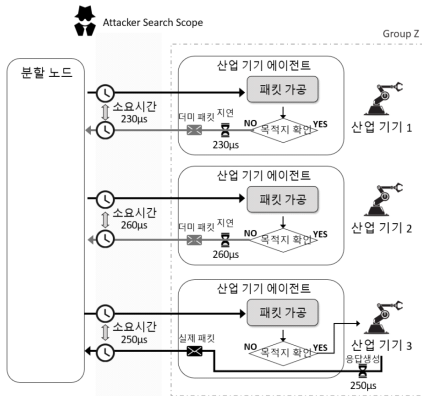 Attacker Search Scope
Group Z
분할 노드
산업 기기 에이전트
패킷 가공
소요시간
230μs
더미 패킷
지연
NO
목적지 확인
YES
230μs
산업 기기 1
산업 기기 에이전트
패킷 가공
소요시간
260μs
더미 패킷
지연
NO
목적지 확인
YES
260μs
산업 기기 2
산업 기기 에이전트
패킷 가공
소요시간
250μs
실제 패킷
NO
목적지 확인
YES
산업 기기 3
응답생성
250μs